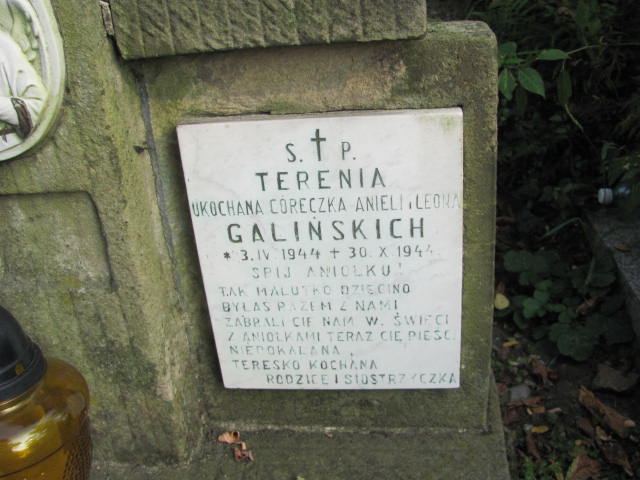 S. † P.
TERENIA
UKOCHANA CÓRECZKA ANIELI I LEONA
GALIŃSKICH
* 3.IV.1944 + 30.X.1944
ŚPIJ ANIOŁKU!
TAK MALUTKO DZIECINO
BYŁAŚ RAZEM Z NAMI
ZABRALI CIĘ NAM W. ŚWIĘCI
Z ANIOŁKAMI TERAZ CIĘ PIEŚCI
NIEPOKALANA,
TERESKO KOCHANA
RODZICE I SIOSTRZYCZKA